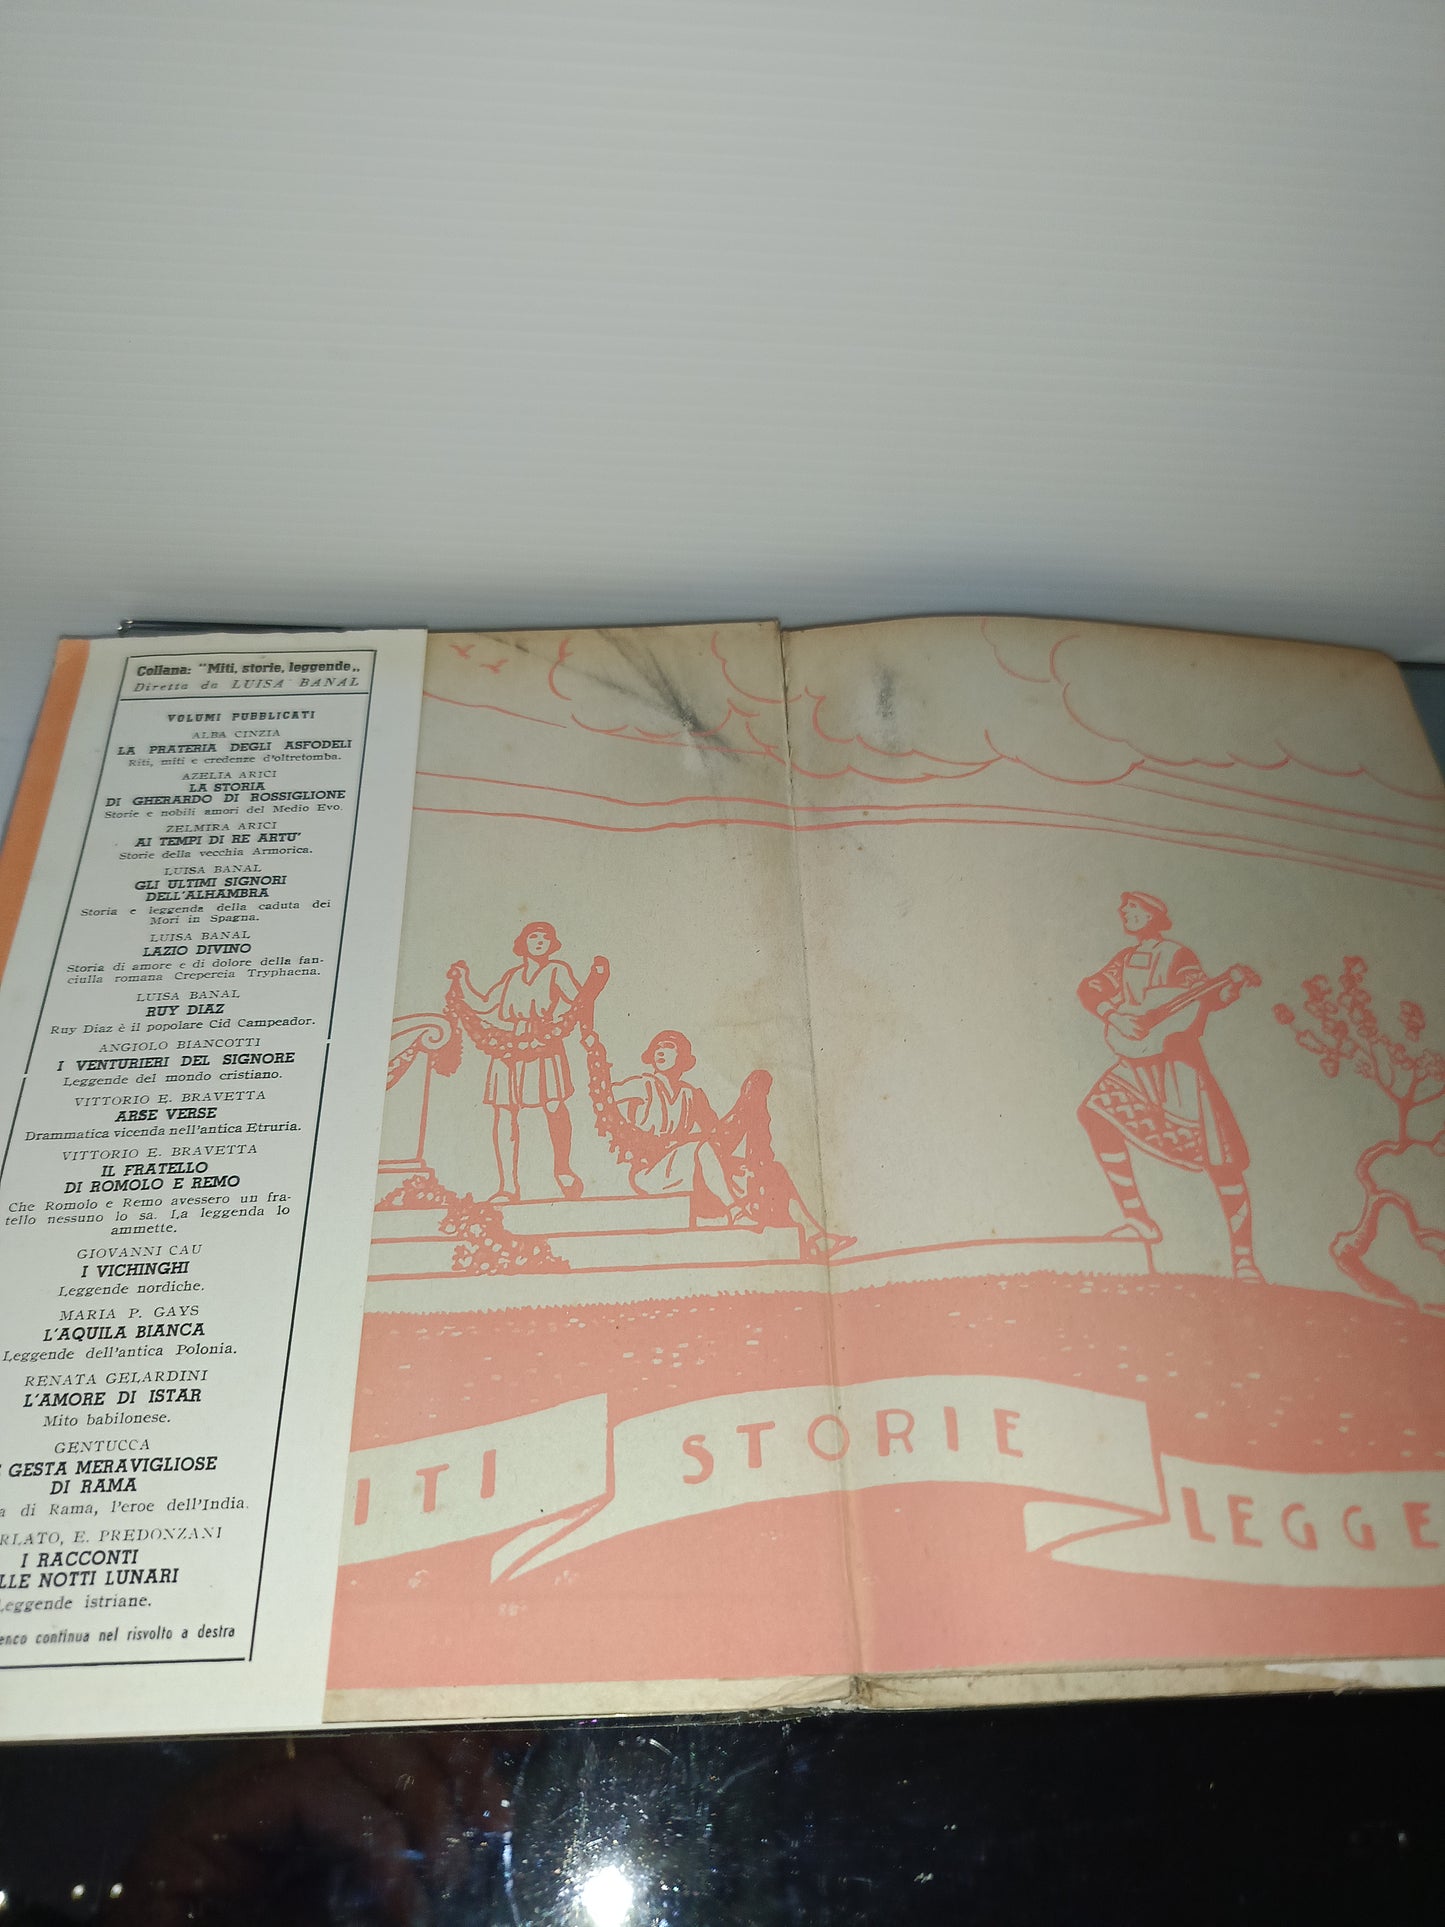 Collana: "Miti, storie, leggende„
Diretta da LUISA BANAL
VOLUMI PUBBLICATI
ALBA CINZIA
LA PRATERIA DEGLI ASFODELI
Riti, miti e credenze d'oltretomba.
AZELIA ARICI
LA STORIA
DI GHERARDO DI ROSSIGLIONE
Storie e nobili amori del Medio Evo.
ZELMIRA ARICI
AI TEMPI DI RE ARTU'
Storie della vecchia Armorica.
LUISA BANAL
GLI ULTIMI SIGNORI
DELL'ALHAMBRA
Storia e leggenda della caduta dei
Mori in Spagna.
LUISA BANAL
LAZIO DIVINO
Storia di amore e di dolore della fan-
ciulla romana Crepereia Tryphaena.
LUISA BANAL
RUY DIAZ
Ruy Diaz è il popolare Cid Campeador.
ANGIOLO BIANCOTTI
I VENTURIERI DEL SIGNORE
Leggende del mondo cristiano.
VITTORIO E. BRAVETTA
ARSE VERSE
Drammatica vicenda nell'antica Etruria.
VITTORIO E. BRAVETTA
IL FRATELLO
DI ROMOLO E REMO
Che Romolo e Remo avessero un fra-
tello nessuno lo sa. La leggenda lo
ammette.
GIOVANNI CAU
I VICHINGHI
Leggende nordiche.
MARIA P. GAYS
L'AQUILA BIANCA
Leggende dell'antica Polonia.
RENATA GELARDINI
L'AMORE DI ISTAR
Mito babilonese.
GENTUCCA
GESTA MERAVIGLIOSE
DI RAMA
di Rama, l'eroe dell'India.
RLATO, E. PREDONZANI
I RACCONTI
LLE NOTTI LUNARI
Leggende istriane.
enco continua nel risvolto a destra
ITI STORIE LEGGE